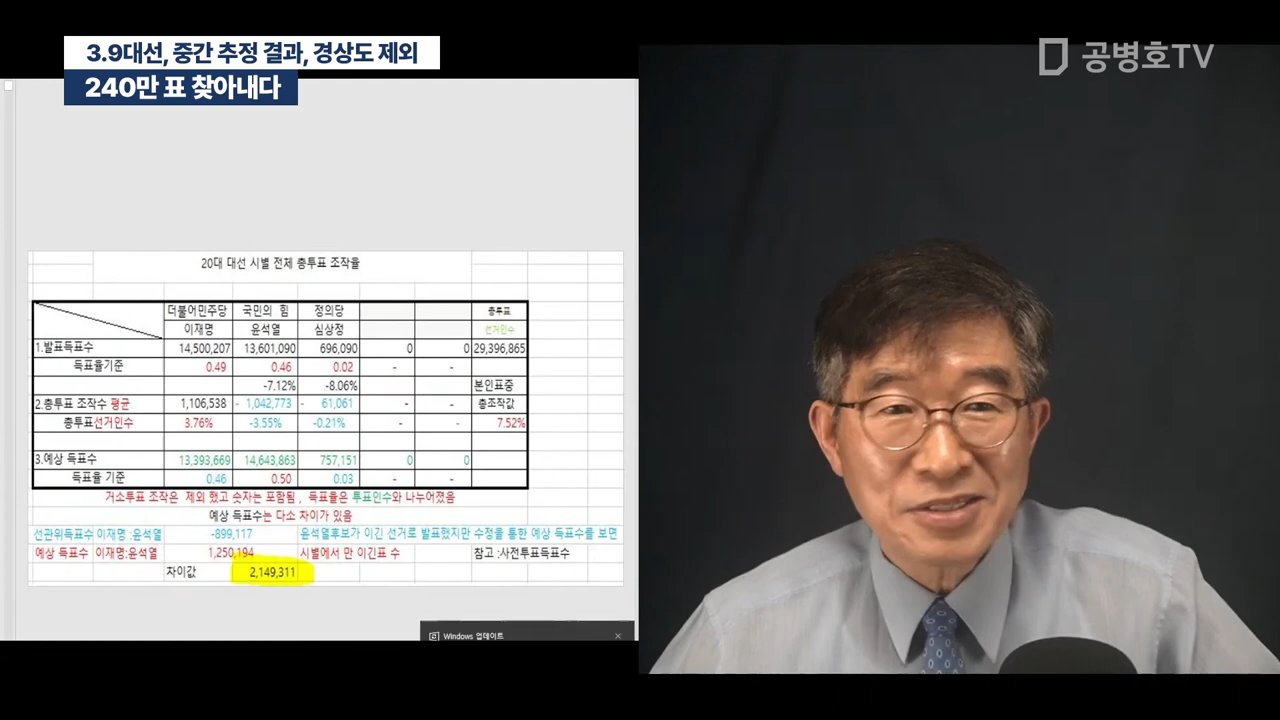 3.9대선, 중간 추정 결과, 경상도 제외
240만 표 찾아내다
공병호TV
20대 대선 시별 전체 총투표 조작율
더불어민주당 국민의 힘 정의당 총투표
이재명 윤석열 심상정 선거인수
1.발표득표수 14,500,207 13,601,090 696,090 0 0 29,396,865
득표율기준 0.49 0.46 0.02 - -
-7.12% -8.06% 본인표중
2.총투표 조작수 평균 1,106,538 - 1,042,773 - 61,061 - - 총조작값
총투표선거인수 3.76% -3.55% -0.21% - - 7.52%
3.예상 득표수 13,393,669 14,643,863 757,151 0 0
득표율 기준 0.46 0.50 0.03 - -
거소투표 조작은 제외 했고 숫자는 포함됨 , 득표율은 투표인수와 나누어졌음
예상 득표수는 다소 차이가 있음
선관위득표수 이재명 :윤석열 -899,117 윤석열후보가 이긴 선거로 발표했지만 수정을 통한 예상 득표수를 보면
예상 득표수 이재명:윤석열 1,250,194 시별에서 만 이긴표 수 참고 :사전투표득표수
차이값 2,149,311
Windows 업데이트